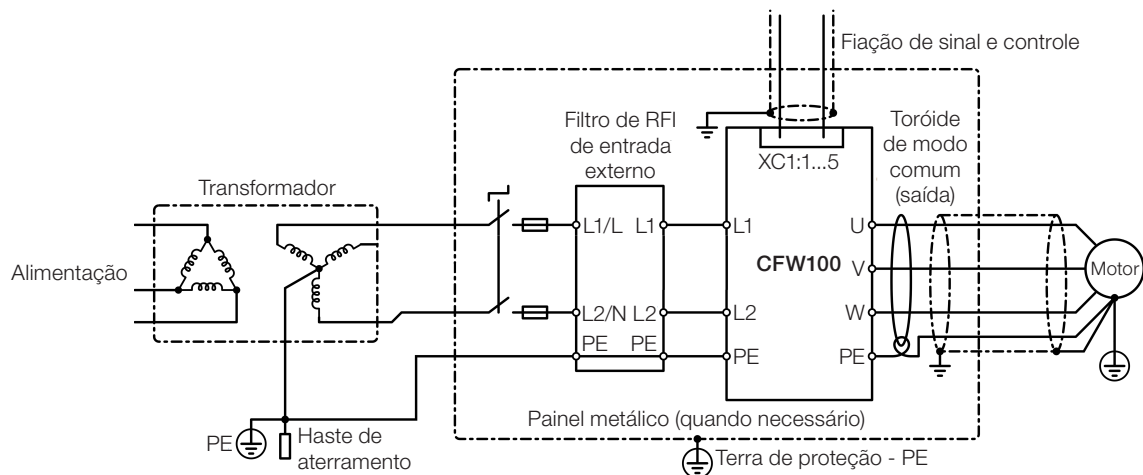 Fiação de sinal e controle
Filtro de RFI
de entrada
externo
Toróide
de modo
comum
(saída)
XC1:1...5
Transformador
Alimentação
L1/L L1
L1
U
CFW100
V
Motor
L2/N L2
L2
W
PE PE
PE
PE
Painel metálico (quando necessário)
PE
Haste de
aterramento
Terra de proteção - PE